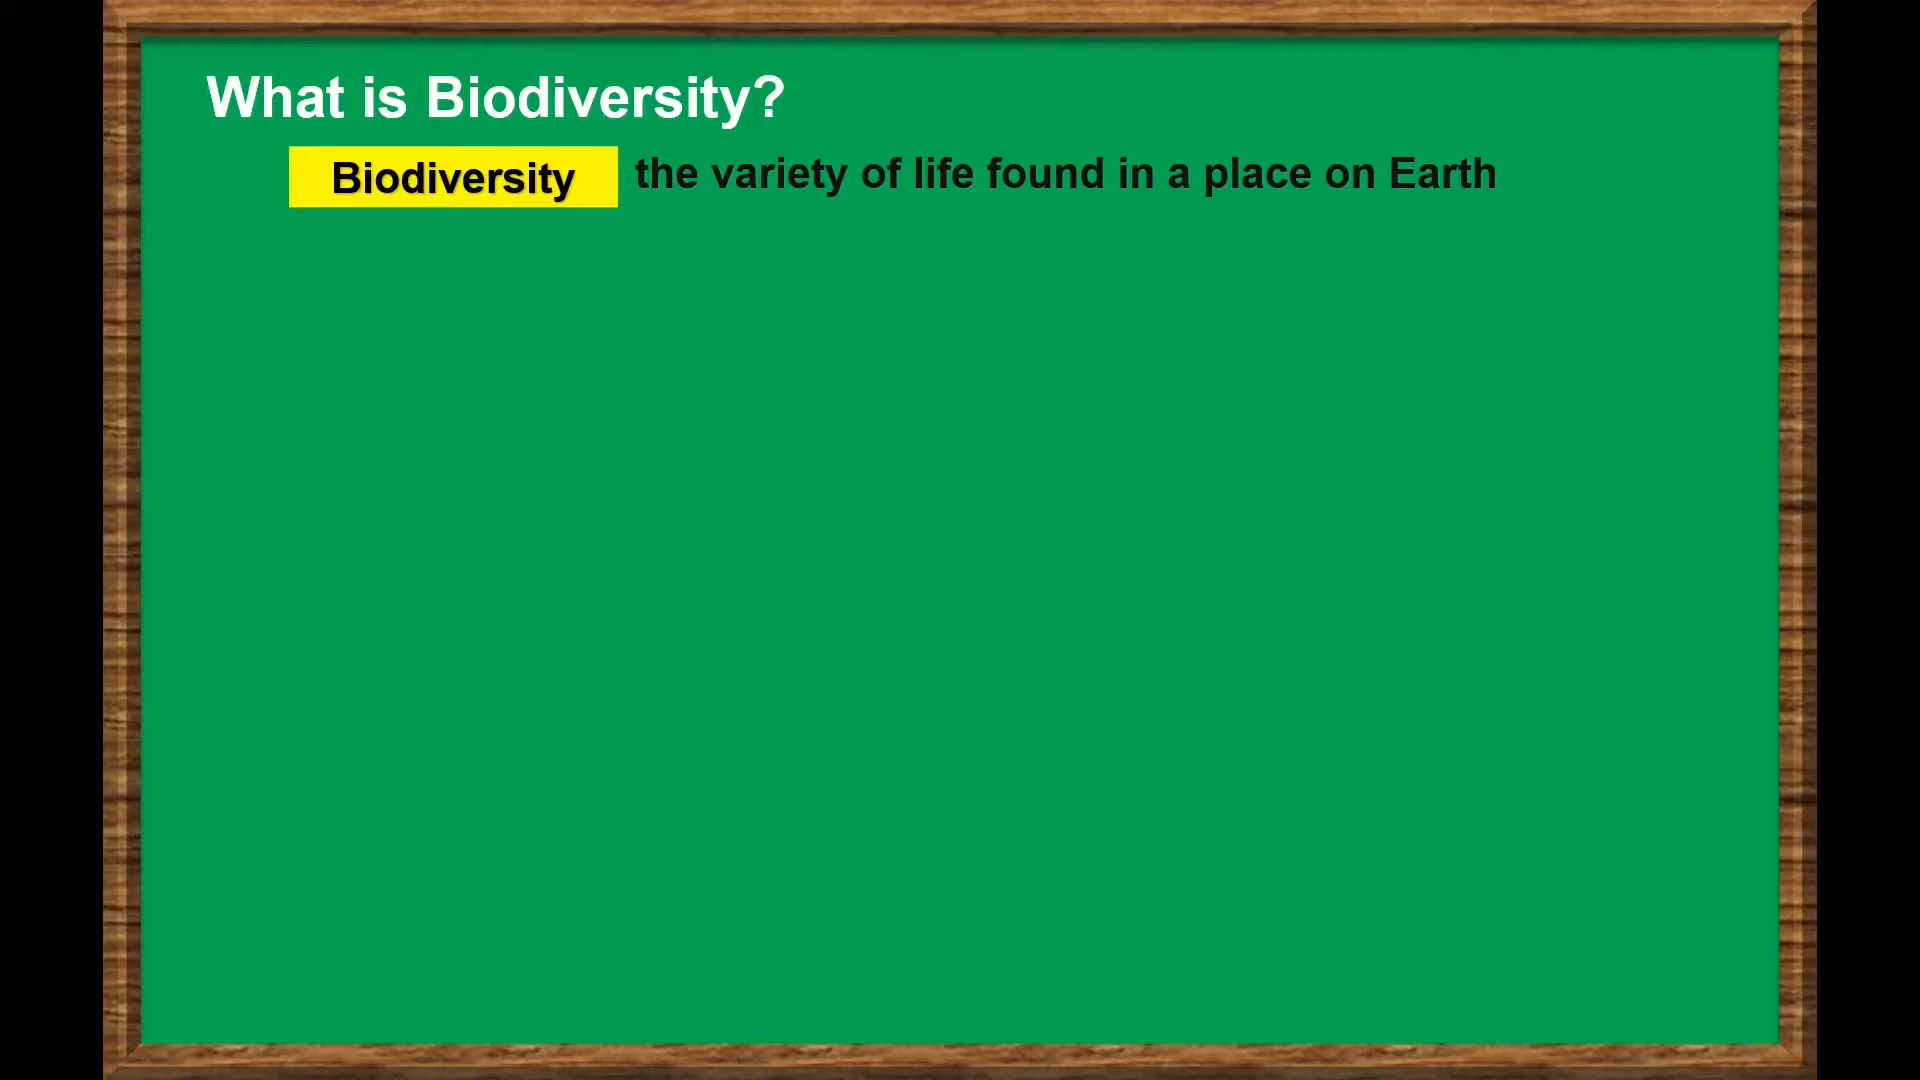 What is Biodiversity?
Biodiversity the variety of life found in a place on Earth